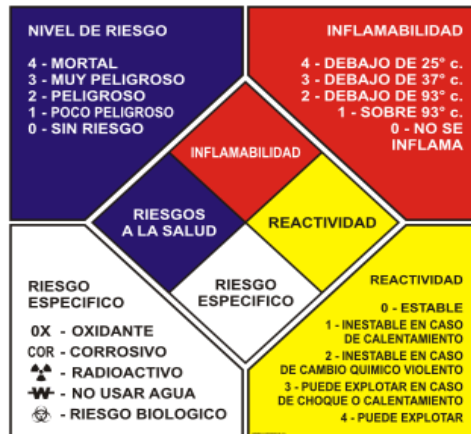 NIVEL DE RIESGO
4 - MORTAL
3 - MUY PELIGROSO
2 - PELIGROSO
1 - POCO PELIGROSO
0 - SIN RIESGO
INFLAMABILIDAD
4 - DEBAJO DE 25° c.
3 - DEBAJO DE 37° c.
2 - DEBAJO DE 93° c.
1 - SOBRE 93° c.
0 - NO SE
INFLAMA
INFLAMABILIDAD
RIESGOS
A LA SALUD
REACTIVIDAD
RIESGO
ESPECIFICO
RIESGO
ESPECIFICO
0X - OXIDANTE
COR - CORROSIVO
- RADIOACTIVO
W - NO USAR AGUA
- RIESGO BIOLOGICO
REACTIVIDAD
0 - ESTABLE
1 - INESTABLE EN CASO
DE CALENTAMIENTO
2 - INESTABLE EN CASO
DE CAMBIO QUIMICO VIOLENTO
3 - PUEDE EXPLOTAR EN CASO
DE CHOQUE O CALENTAMIENTO
4 - PUEDE EXPLOTAR